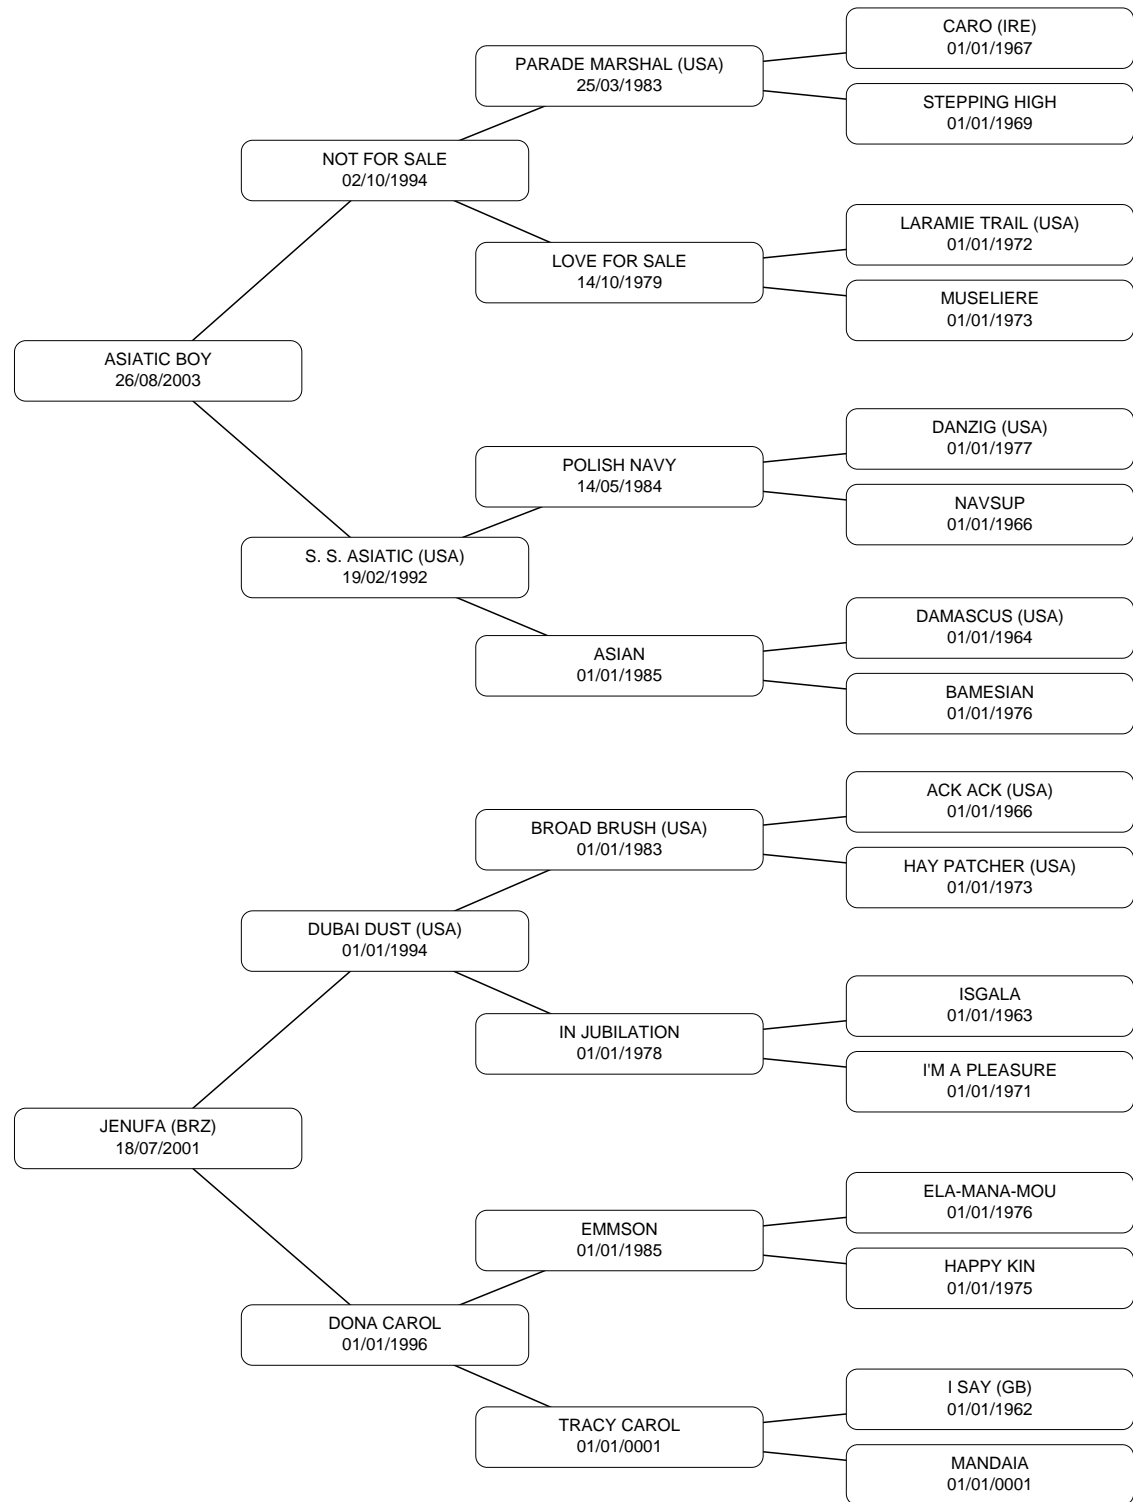 CARO (IRE)
01/01/1967
PARADE MARSHAL (USA)
25/03/1983
STEPPING HIGH
01/01/1969
NOT FOR SALE
02/10/1994
LARAMIE TRAIL (USA)
01/01/1972
LOVE FOR SALE
14/10/1979
MUSELIERE
01/01/1973
ASIATIC BOY
26/08/2003
DANZIG (USA)
01/01/1977
POLISH NAVY
14/05/1984
NAVSUP
01/01/1966
S. S. ASIATIC (USA)
19/02/1992
DAMASCUS (USA)
01/01/1964
ASIAN
01/01/1985
BAMESIAN
01/01/1976
ACK ACK (USA)
01/01/1966
BROAD BRUSH (USA)
01/01/1983
HAY PATCHER (USA)
01/01/1973
DUBAI DUST (USA)
01/01/1994
ISGALA
01/01/1963
IN JUBILATION
01/01/1978
I'M A PLEASURE
01/01/1971
JENUFA (BRZ)
18/07/2001
ELA-MANA-MOU
01/01/1976
EMMSON
01/01/1985
HAPPY KIN
01/01/1975
DONA CAROL
01/01/1996
I SAY (GB)
01/01/1962
TRACY CAROL
01/01/0001
MANDAIA
01/01/0001